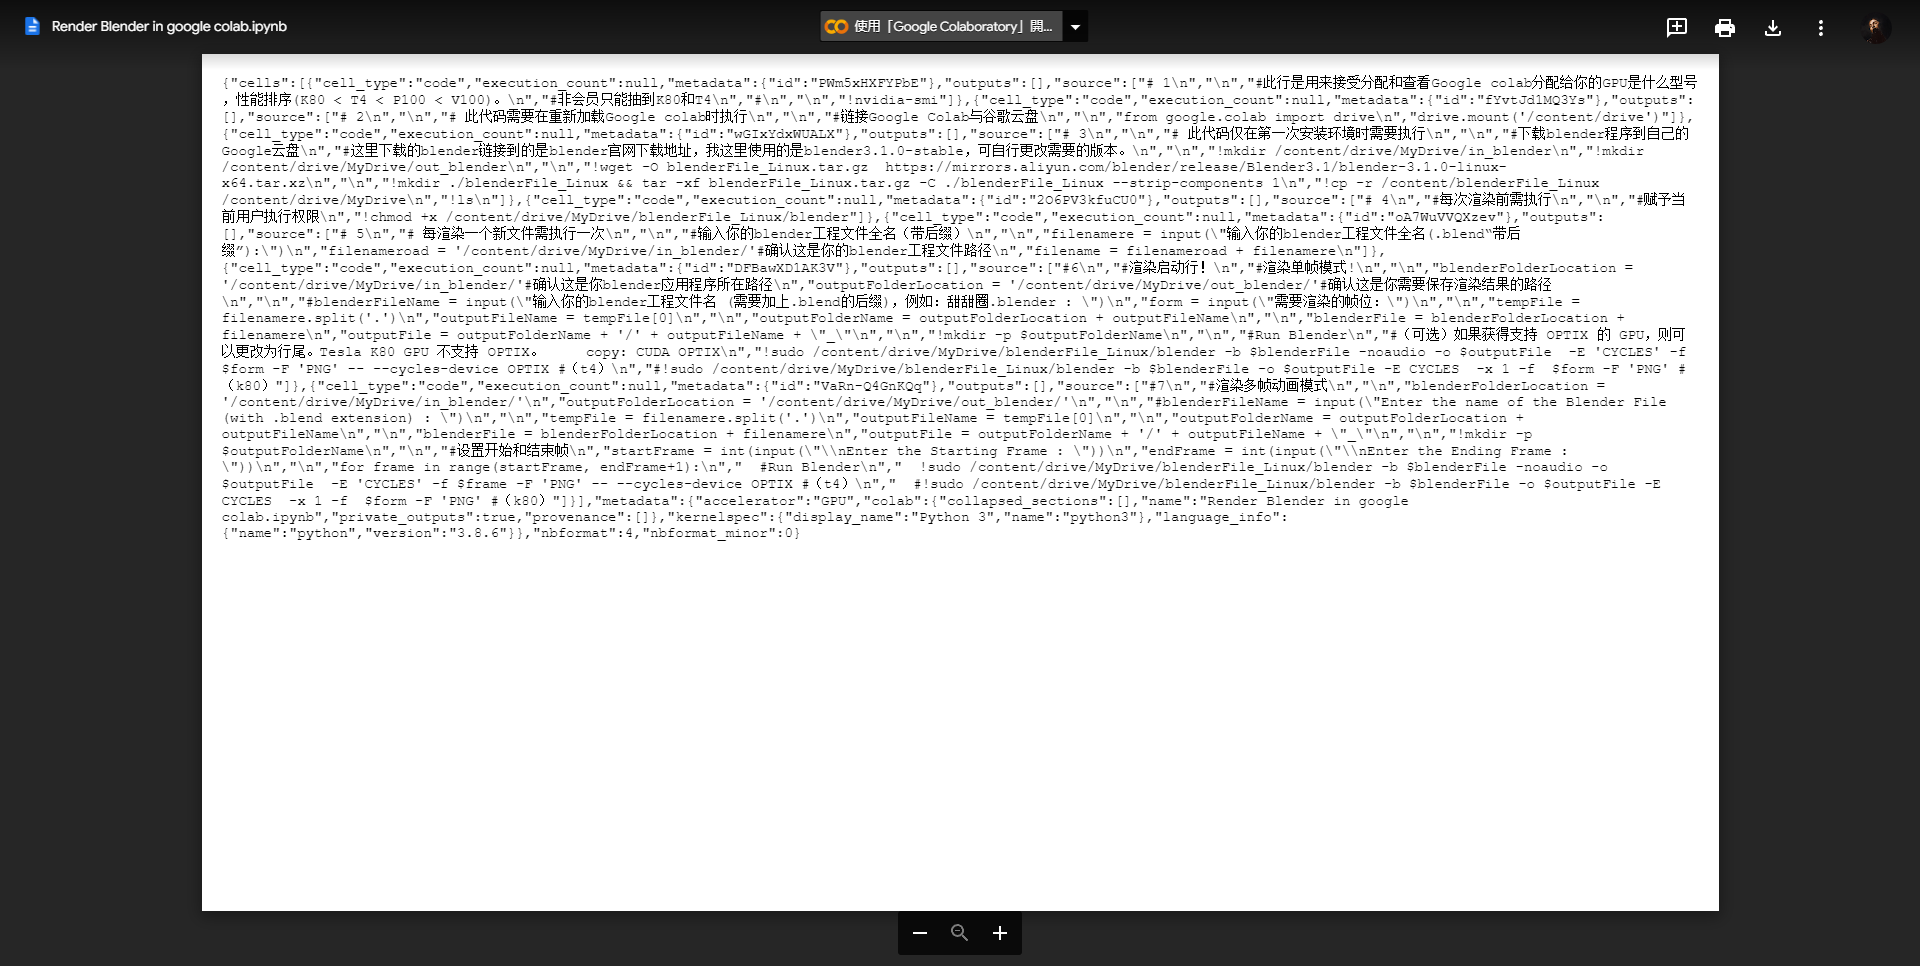 Render Blender in google colab.ipynb
使用「Google Colaboratory」開...
{"cells":[{"cell_type":"code","execution_count":null,"metadata":{"id":"PWm5xHXFYPbE"},"outputs":[],"source":["# 1\n","\n","#此行是用来接受分配和查看Google colab分配给你的GPU是什么型号
，性能排序(K80 < T4 < P100 < V100)。\n","#非会员只能抽到K80和T4\n","#\n","\n","!nvidia-smi"]},{"cell_type":"code","execution_count":null,"metadata":{"id":"fYvtJd1MQ3Ys"},"outputs":
[],"source":["# 2\n","\n","# 此代码需要在重新加载Google colab时执行\n","\n","#链接Google Colab与谷歌云盘\n","\n","from google.colab import drive\n","drive.mount('/content/drive')"]},
{"cell_type":"code","execution_count":null,"metadata":{"id":"wGIxYdxWUALX"},"outputs":[],"source":["# 3\n","\n","# 此代码仅在第一次安装环境时需要执行\n","\n","#下载blender程序到自己的
Google云盘\n","#这里下载的blender链接到的是blender官网下载地址，我这里使用的是blender3.1.0-stable，可自行更改需要的版本。\n","\n","!mkdir /content/drive/MyDrive/in_blender\n","!mkdir
/content/drive/MyDrive/out_blender\n","\n","!wget -O blenderFile_Linux.tar.gz  https://mirrors.aliyun.com/blender/release/Blender3.1/blender-3.1.0-linux-
x64.tar.xz\n","\n","!mkdir ./blenderFile_Linux && tar -xf blenderFile_Linux.tar.gz -C ./blenderFile_Linux --strip-components 1\n","!cp -r /content/blenderFile_Linux
/content/drive/MyDrive\n","!ls\n"]},{"cell_type":"code","execution_count":null,"metadata":{"id":"2O6PV3kfuCU0"},"outputs":[],"source":["# 4\n","#每次渲染前需执行\n","\n","#赋予当
前用户执行权限\n","!chmod +x /content/drive/MyDrive/blenderFile_Linux/blender"]},{"cell_type":"code","execution_count":null,"metadata":{"id":"oA7WuVVQXzev"},"outputs":
[],"source":["# 5\n","# 每渲染一个新文件需执行一次\n","\n","#输入你的blender工程文件全名（带后缀）\n","\n","filenamere = input(\"输入你的blender工程文件全名(.blend“带后
缀”):\")\n","filenameroad = '/content/drive/MyDrive/in_blender/'#确认这是你的blender工程文件路径\n","filename = filenameroad + filenamere\n"]},
{"cell_type":"code","execution_count":null,"metadata":{"id":"DFBawXD1AK3V"},"outputs":[],"source":["#6\n","#渲染启动行！\n","#渲染单帧模式!\n","\n","blenderFolderLocation =
'/content/drive/MyDrive/in_blender/'#确认这是你blender应用程序所在路径\n","outputFolderLocation = '/content/drive/MyDrive/out_blender/'#确认这是你需要保存渲染结果的路径
\n","\n","#blenderFileName = input(\"输入你的blender工程文件名 (需要加上.blend的后缀)，例如：甜甜圈.blender : \")\n","form = input(\"需要渲染的帧位：\")\n","\n","tempFile =
filenamere.split('.')\n","outputFileName = tempFile[0]\n","\n","outputFolderName = outputFolderLocation + outputFileName\n","\n","blenderFile = blenderFolderLocation +
filenamere\n","outputFile = outputFolderName + '/' + outputFileName + \"_\"\n","\n","!mkdir -p $outputFolderName\n","\n","#Run Blender\n","#（可选）如果获得支持 OPTIX 的 GPU，则可
以更改为行尾。Tesla K80 GPU 不支持 OPTIX。     copy: CUDA OPTIX\n","!sudo /content/drive/MyDrive/blenderFile_Linux/blender -b $blenderFile -noaudio -o $outputFile  -E 'CYCLES' -f
$form -F 'PNG' -- --cycles-device OPTIX #（t4）\n","#!sudo /content/drive/MyDrive/blenderFile_Linux/blender -b $blenderFile -o $outputFile -E CYCLES  -x 1 -f  $form -F 'PNG' #
（k80）"]},{"cell_type":"code","execution_count":null,"metadata":{"id":"VaRn-Q4GnKQq"},"outputs":[],"source":["#7\n","#渲染多帧动画模式\n","\n","blenderFolderLocation =
'/content/drive/MyDrive/in_blender/'\n","outputFolderLocation = '/content/drive/MyDrive/out_blender/'\n","\n","#blenderFileName = input(\"Enter the name of the Blender File
(with .blend extension) : \")\n","\n","tempFile = filenamere.split('.')\n","outputFileName = tempFile[0]\n","\n","outputFolderName = outputFolderLocation +
outputFileName\n","\n","blenderFile = blenderFolderLocation + filenamere\n","outputFile = outputFolderName + '/' + outputFileName + \"_\"\n","\n","!mkdir -p
$outputFolderName\n","\n","#设置开始和结束帧\n","startFrame = int(input(\"\\nEnter the Starting Frame : \"))\n","endFrame = int(input(\"\\nEnter the Ending Frame :
\"))\n","\n","for frame in range(startFrame, endFrame+1):\n","  #Run Blender\n","  !sudo /content/drive/MyDrive/blenderFile_Linux/blender -b $blenderFile -noaudio -o
$outputFile  -E 'CYCLES' -f $frame -F 'PNG' -- --cycles-device OPTIX #（t4）\n","  #!sudo /content/drive/MyDrive/blenderFile_Linux/blender -b $blenderFile -o $outputFile -E
CYCLES  -x 1 -f  $form -F 'PNG' #（k80）"]}],"metadata":{"accelerator":"GPU","colab":{"collapsed_sections":[],"name":"Render Blender in google
colab.ipynb","private_outputs":true,"provenance":[]},"kernelspec":{"display_name":"Python 3","name":"python3"},"language_info":
{"name":"python","version":"3.8.6"}},"nbformat":4,"nbformat_minor":0}